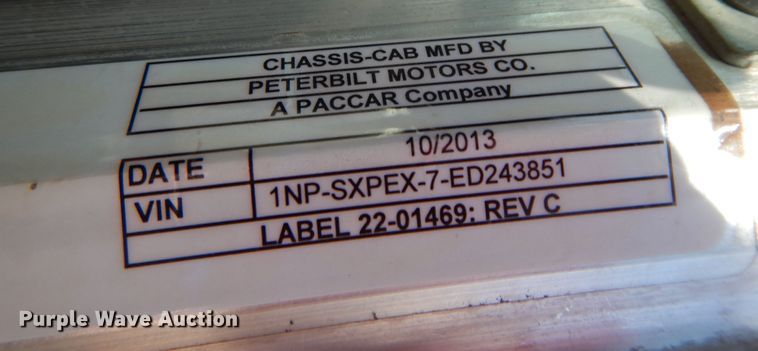 CHASSIS-CAB MFD BY
PETERBILT MOTORS CO.
A PACCAR Company
DATE 10/2013
VIN 1NP-SXPEX-7-ED243851
LABEL 22-01469: REV C
Purple Wave Auction